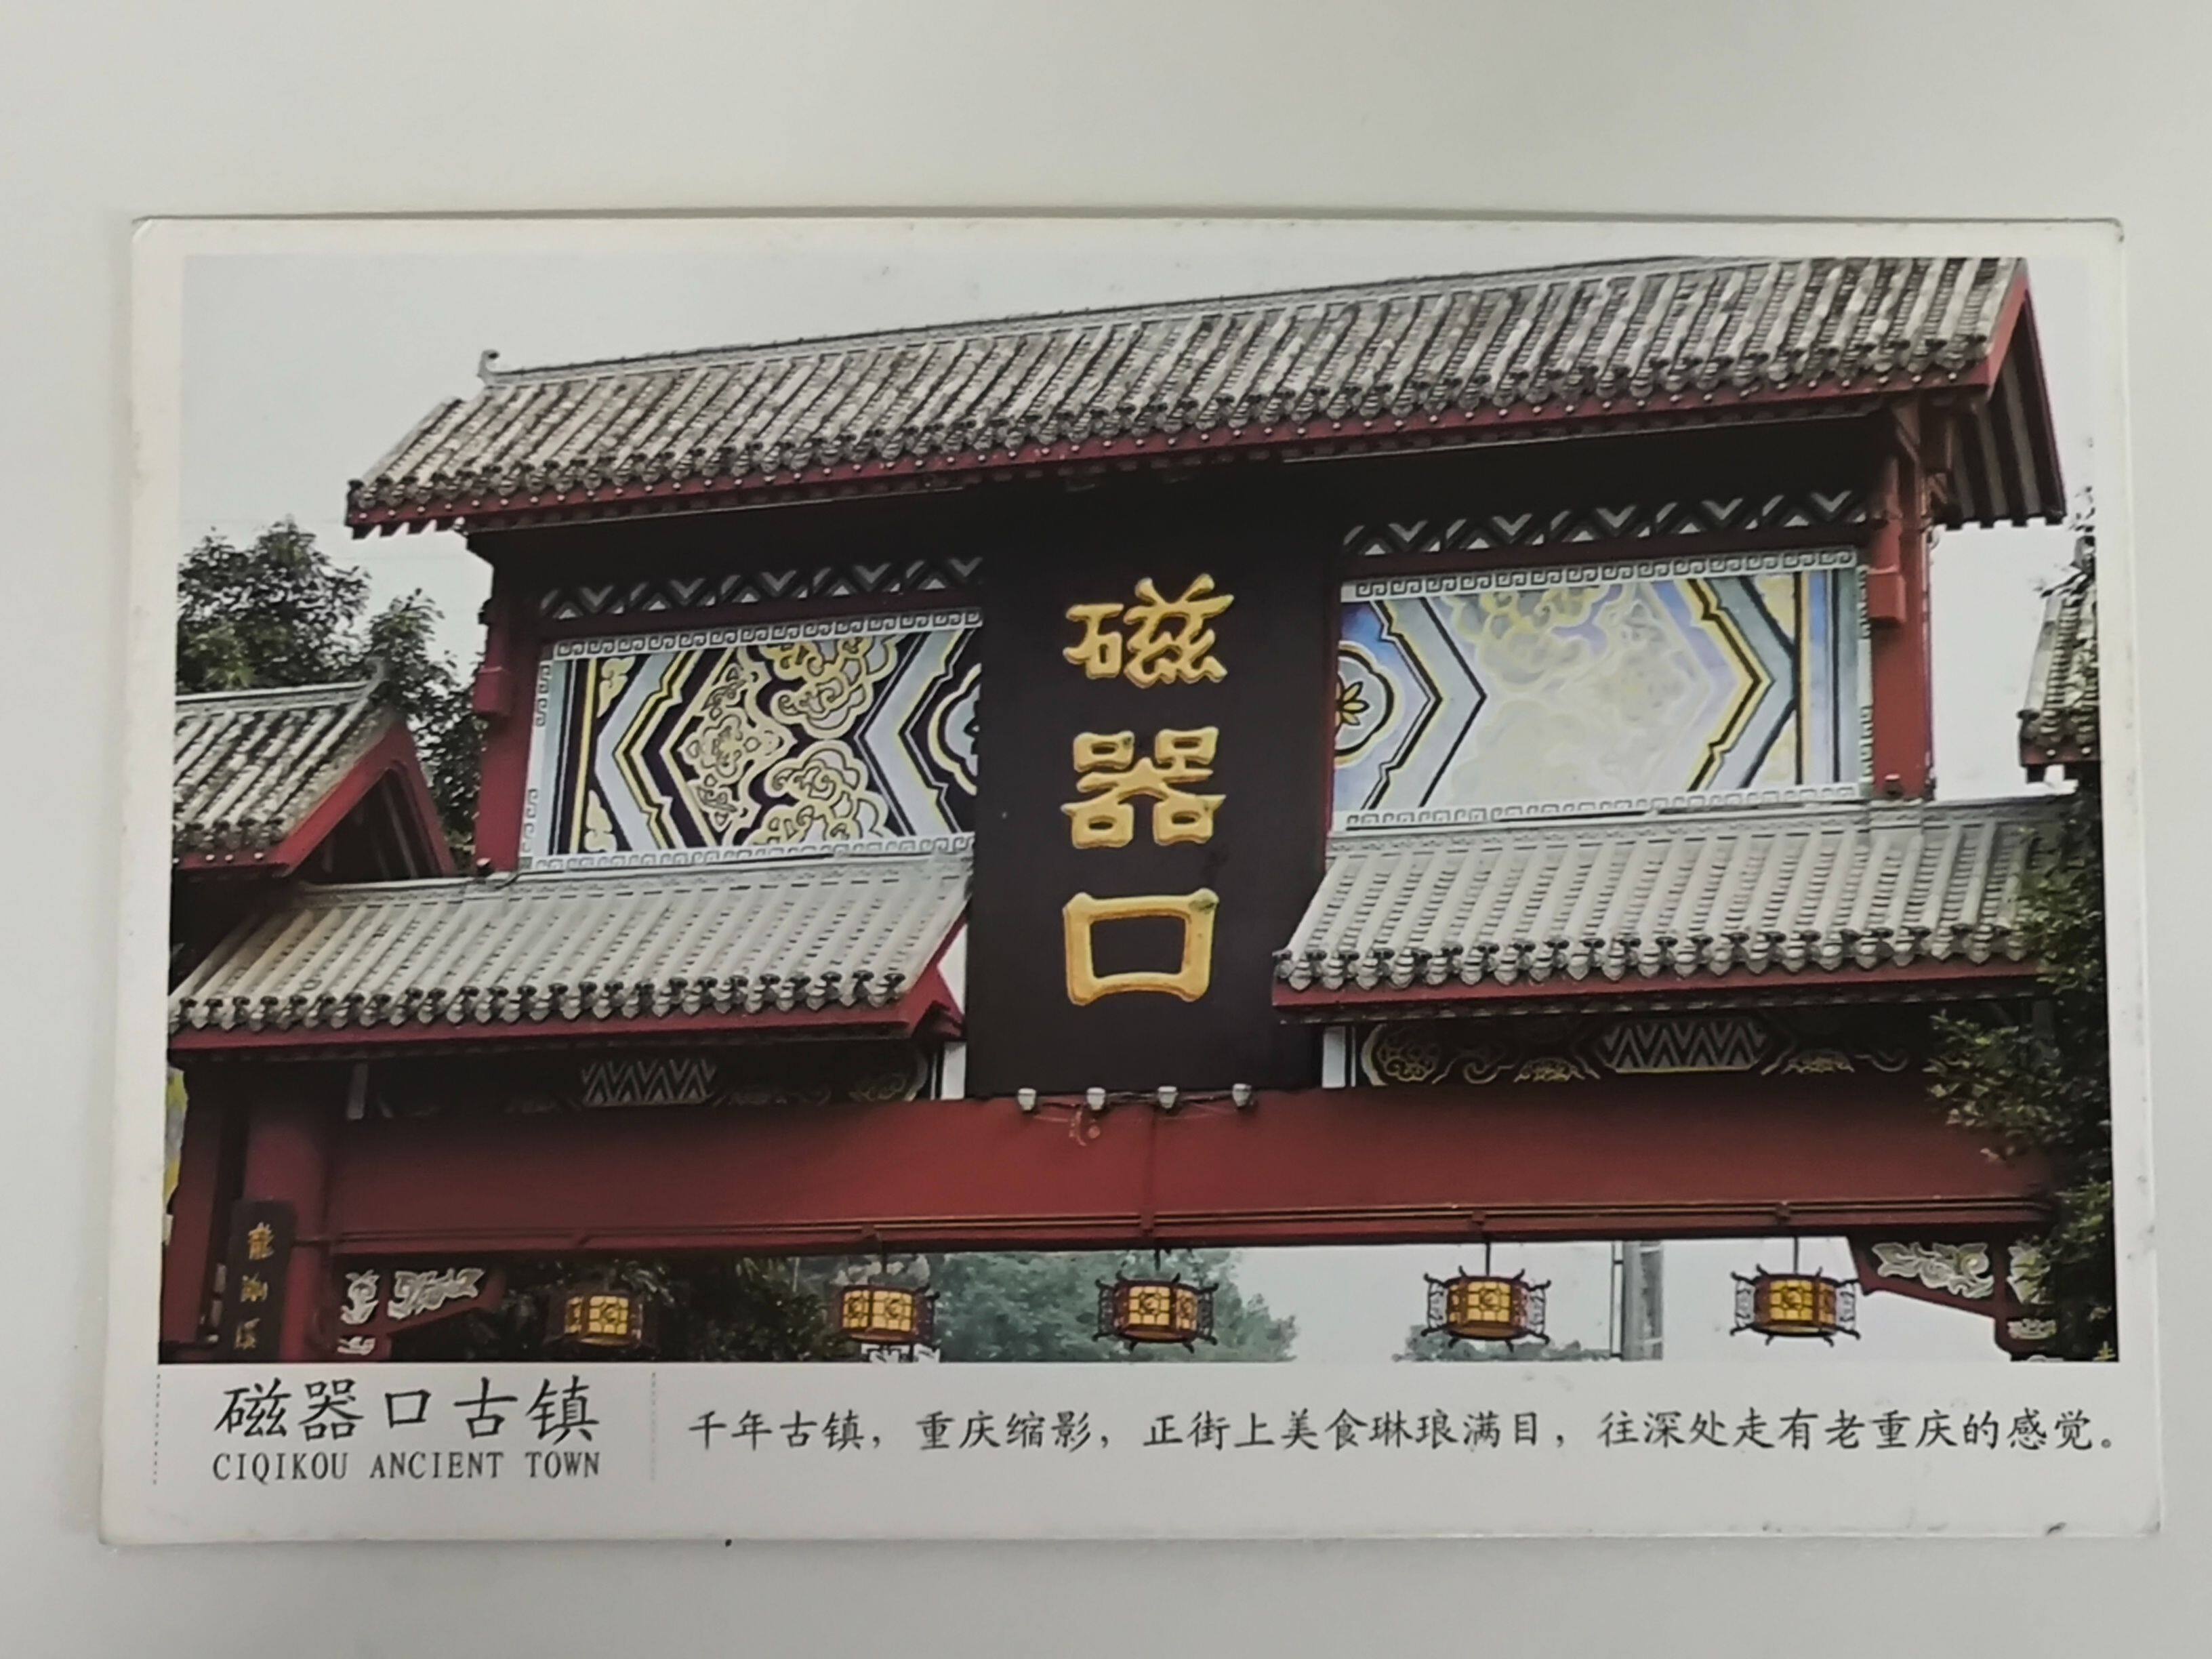 磁器口
磁器口古镇
CIQIKOU ANCIENT TOWN
千年古镇，重庆缩影，正街上美食琳琅满目，往深处走有老重庆的感觉。